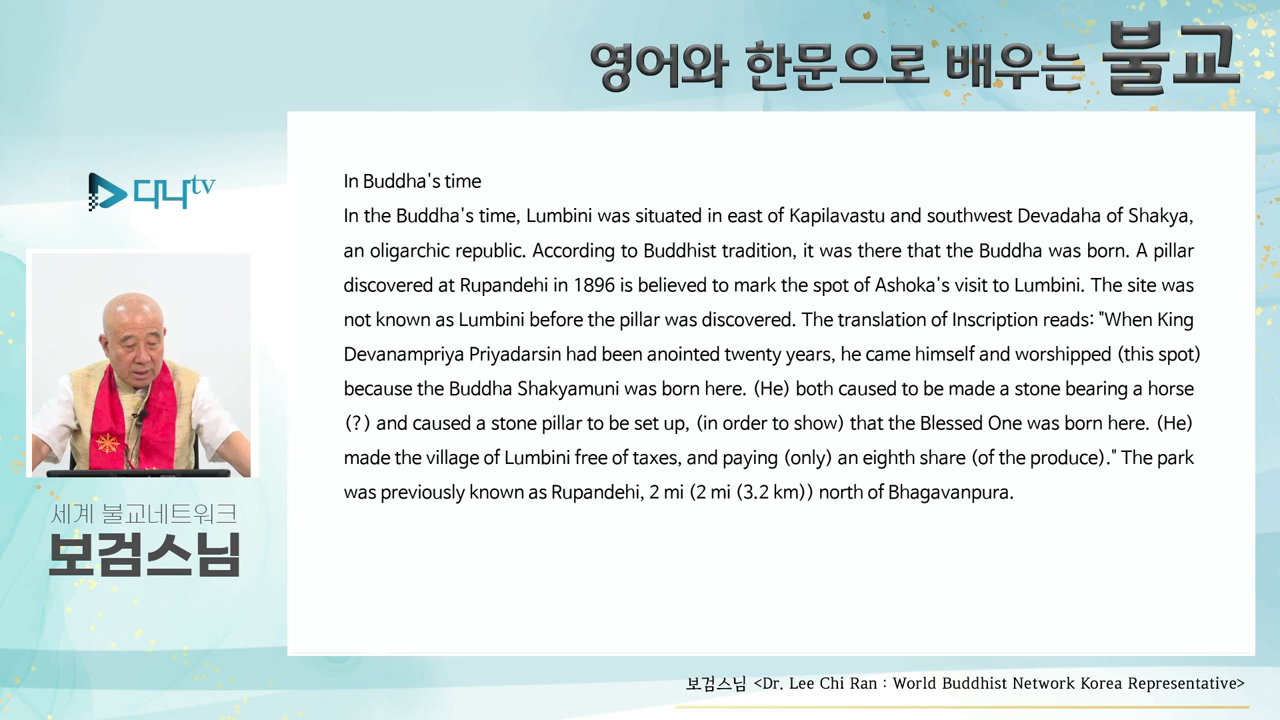 영어와 한문으로 배우는 불교
디나tv
In Buddha's time
In the Buddha's time, Lumbini was situated in east of Kapilavastu and southwest Devadaha of Shakya,
an oligarchic republic. According to Buddhist tradition, it was there that the Buddha was born. A pillar
discovered at Rupandehi in 1896 is believed to mark the spot of Ashoka's visit to Lumbini. The site was
not known as Lumbini before the pillar was discovered. The translation of Inscription reads: "When King
Devanampriya Priyadarsin had been anointed twenty years, he came himself and worshipped (this spot)
because the Buddha Shakyamuni was born here. (He) both caused to be made a stone bearing a horse
(?) and caused a stone pillar to be set up, (in order to show) that the Blessed One was born here. (He)
made the village of Lumbini free of taxes, and paying (only) an eighth share (of the produce)." The park
was previously known as Rupandehi, 2 mi (2 mi (3.2 km)) north of Bhagavanpura.
세계 불교네트워크
보검스님
보검스님 <Dr. Lee Chi Ran : World Buddhist Network Korea Representative>